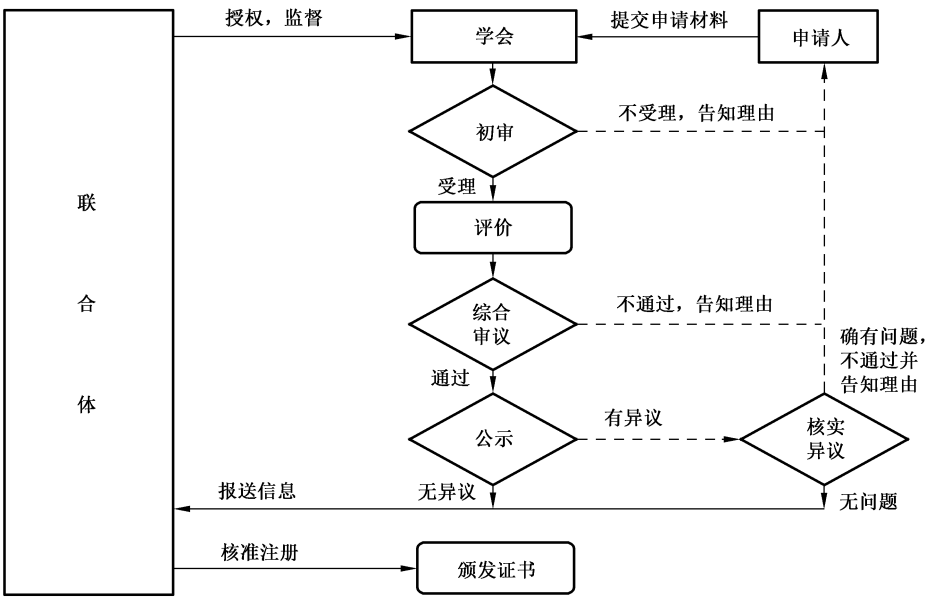 授权，监督
学会
提交申请材料
申请人
初审
不受理，告知理由
受理
联
合
体
评价
综合
审议
不通过，告知理由
确有问题，
不通过并
告知理由
通过
公示
有异议
核实
异议
报送信息
无异议
无问题
核准注册
颁发证书